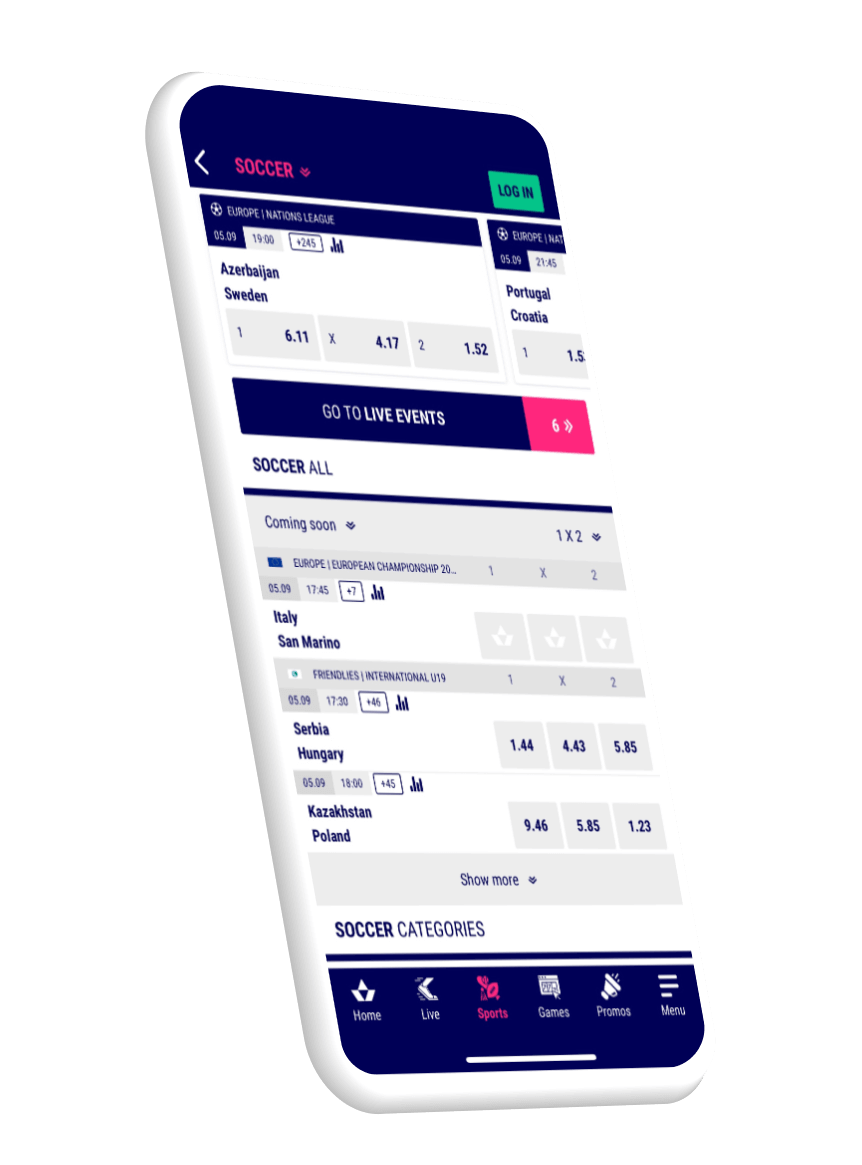 SOCCER
LOG IN
EUROPE | NATIONS LEAGUE
05.09 19:00 +245
Azerbaijan
Sweden
1 6.11 X 4.17 2 1.52
EUROPE | NAT
05.09 21:45
Portugal
Croatia
1 1.5
GO TO LIVE EVENTS 6
SOCCER ALL
Coming soon 1 X 2
EUROPE | EUROPEAN CHAMPIONSHIP 20... 1 X 2
05.09 17:45 +7
Italy
San Marino
FRIENDLIES | INTERNATIONAL U19 1 X 2
05.09 17:30 +46
Serbia
Hungary
1.44 4.43 5.85
05.09 18:00 +45
Kazakhstan
Poland
9.46 5.85 1.23
Show more
SOCCER CATEGORIES
Home Live Sports Games Promos Menu